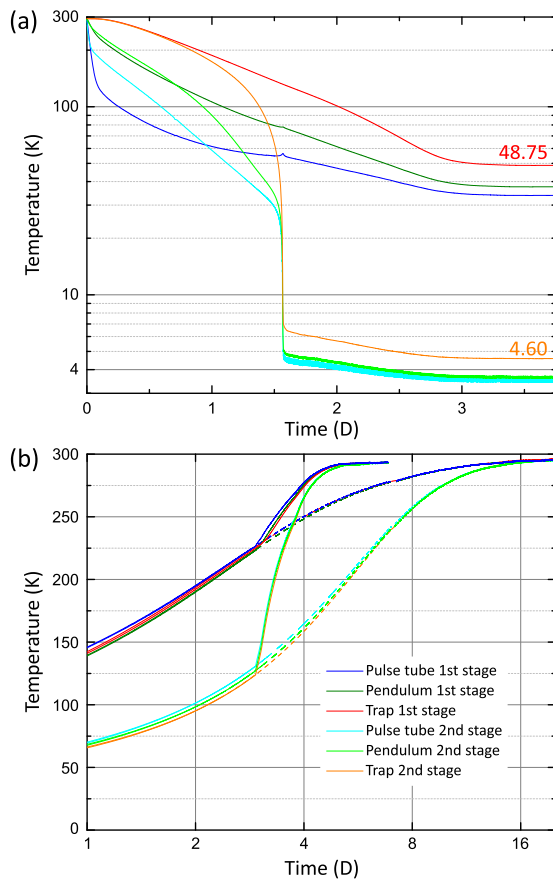 (a)
300
100
10
4
Temperature (K)
48.75
4.60
0
1
2
3
Time (D)
(b)
300
250
200
150
100
50
0
Temperature (K)
Pulse tube 1st stage
Pendulum 1st stage
Trap 1st stage
Pulse tube 2nd stage
Pendulum 2nd stage
Trap 2nd stage
1
2
4
8
16
Time (D)